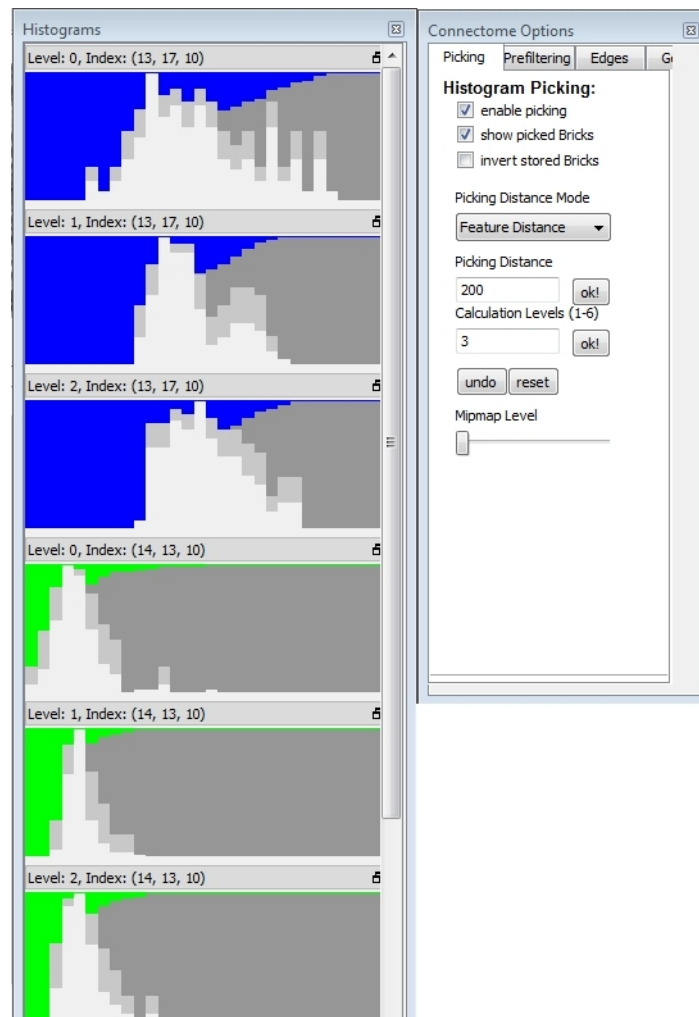 Histograms
Level: 0, Index: (13, 17, 10)
Level: 1, Index: (13, 17, 10)
Level: 2, Index: (13, 17, 10)
Level: 0, Index: (14, 13, 10)
Level: 1, Index: (14, 13, 10)
Level: 2, Index: (14, 13, 10)
Connectome Options
Picking Prefiltering Edges G
Histogram Picking:
enable picking
show picked Bricks
invert stored Bricks
Picking Distance Mode
Feature Distance
Picking Distance
200 ok!
Calculation Levels (1-6)
3 ok!
undo reset
Mipmap Level